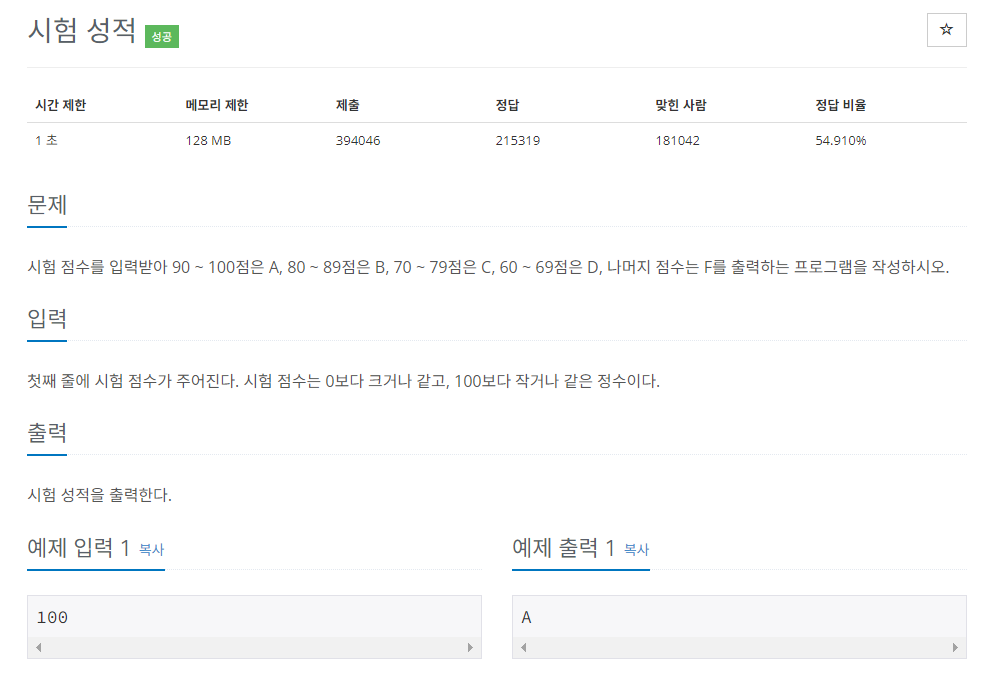 시험 성적 성공
☆
시간 제한 메모리 제한 제출 정답 맞힌 사람 정답 비율
1 초 128 MB 394046 215319 181042 54.910%
문제
시험 점수를 입력받아 90 ~ 100점은 A, 80 ~ 89점은 B, 70 ~ 79점은 C, 60 ~ 69점은 D, 나머지 점수는 F를 출력하는 프로그램을 작성하시오.
입력
첫째 줄에 시험 점수가 주어진다. 시험 점수는 0보다 크거나 같고, 100보다 작거나 같은 정수이다.
출력
시험 성적을 출력한다.
예제 입력 1 복사
100
예제 출력 1 복사
A